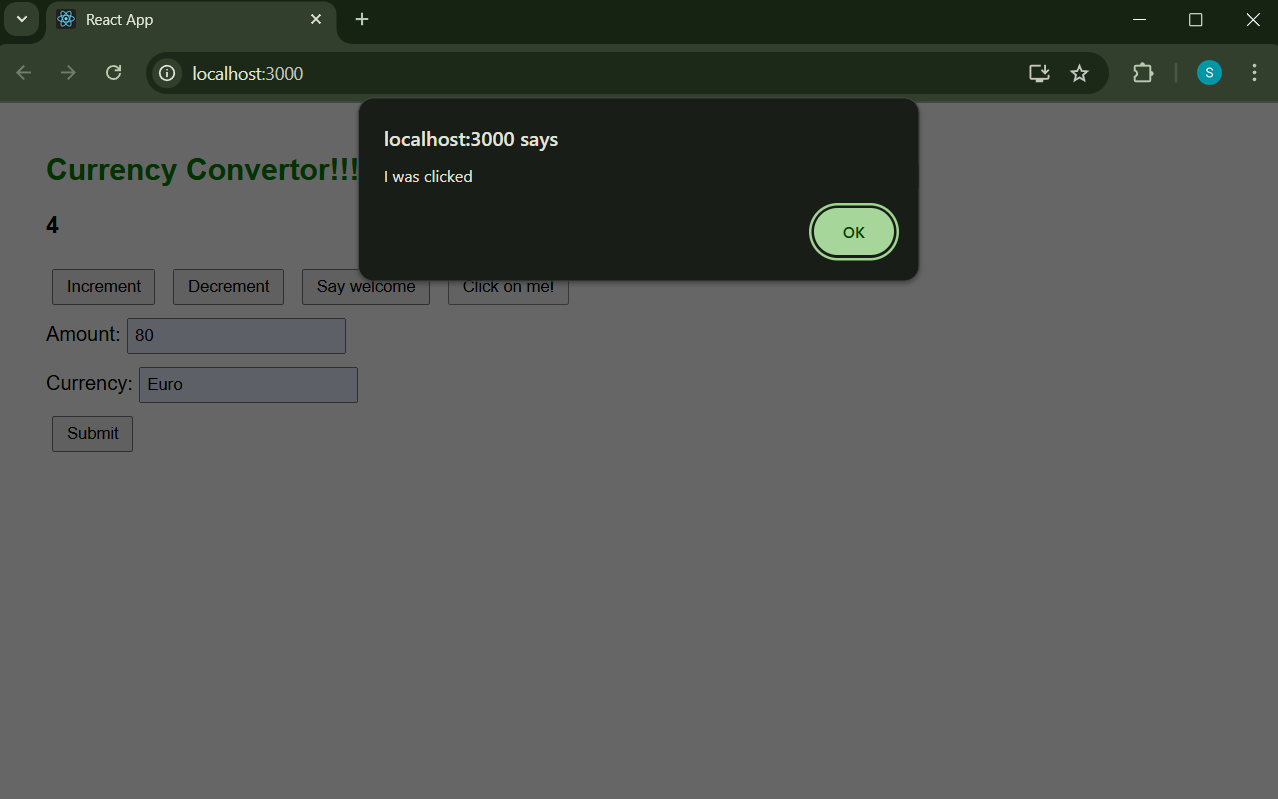 React App
localhost:3000
S
localhost:3000 says
I was clicked
OK
Currency Convertor!!!
4
Increment Decrement Say welcome Click on me!
Amount: 80
Currency: Euro
Submit